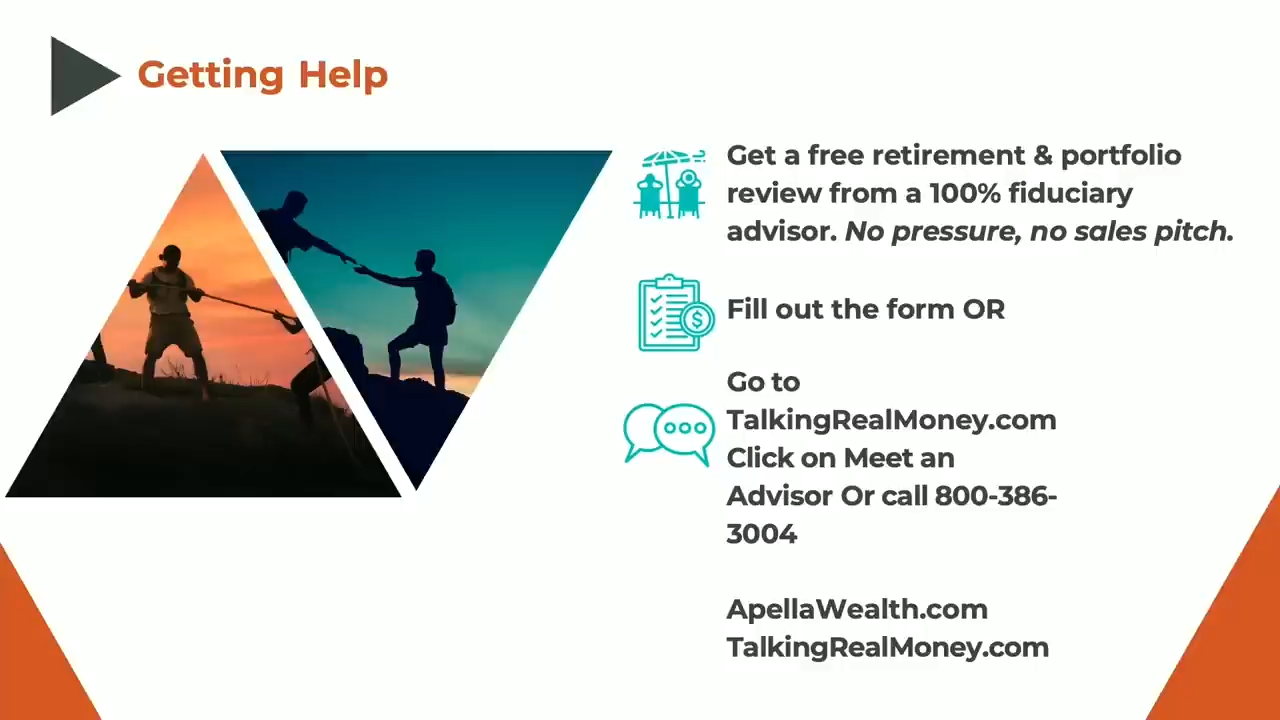 Getting Help
Get a free retirement & portfolio
review from a 100% fiduciary
advisor. No pressure, no sales pitch.
Fill out the form OR
Go to
TalkingRealMoney.com
Click on Meet an
Advisor Or call 800-386-
3004
ApellaWealth.com
TalkingRealMoney.com